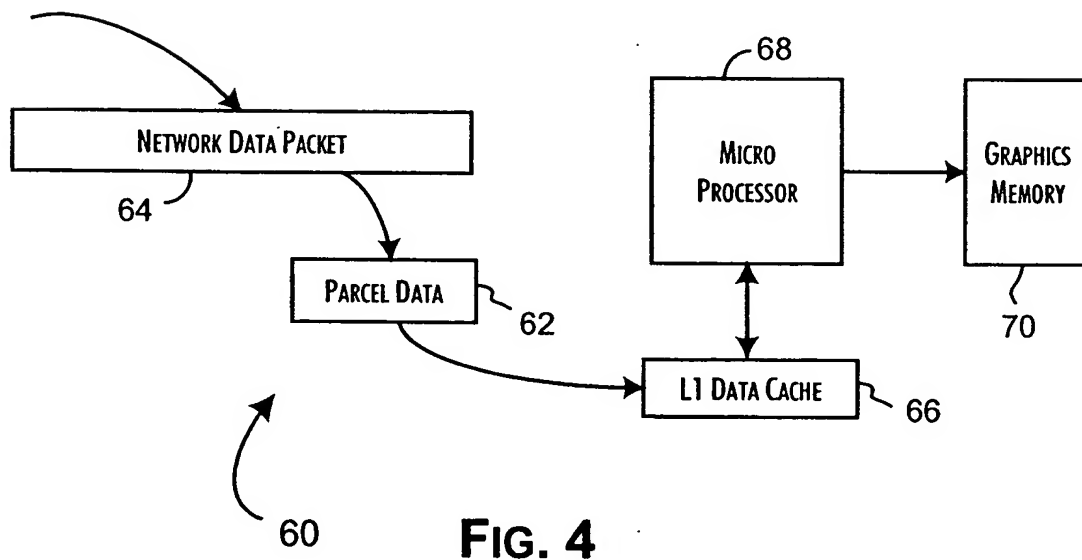 68
NETWORK DATA PACKET
64
MICRO
PROCESSOR
GRAPHICS
MEMORY
PARCEL DATA
62
70
L1 DATA CACHE
66
60
FIG. 4